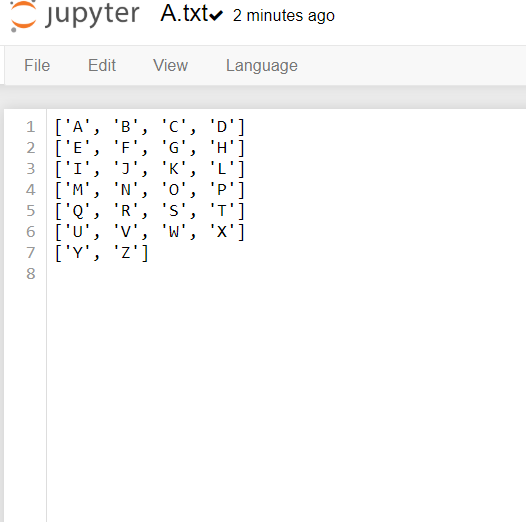 jupyter A.txt✔ 2 minutes ago
File Edit View Language
1 ['A', 'B', 'C', 'D']
2 ['E', 'F', 'G', 'H']
3 ['I', 'J', 'K', 'L']
4 ['M', 'N', 'O', 'P']
5 ['Q', 'R', 'S', 'T']
6 ['U', 'V', 'W', 'X']
7 ['Y', 'Z']
8